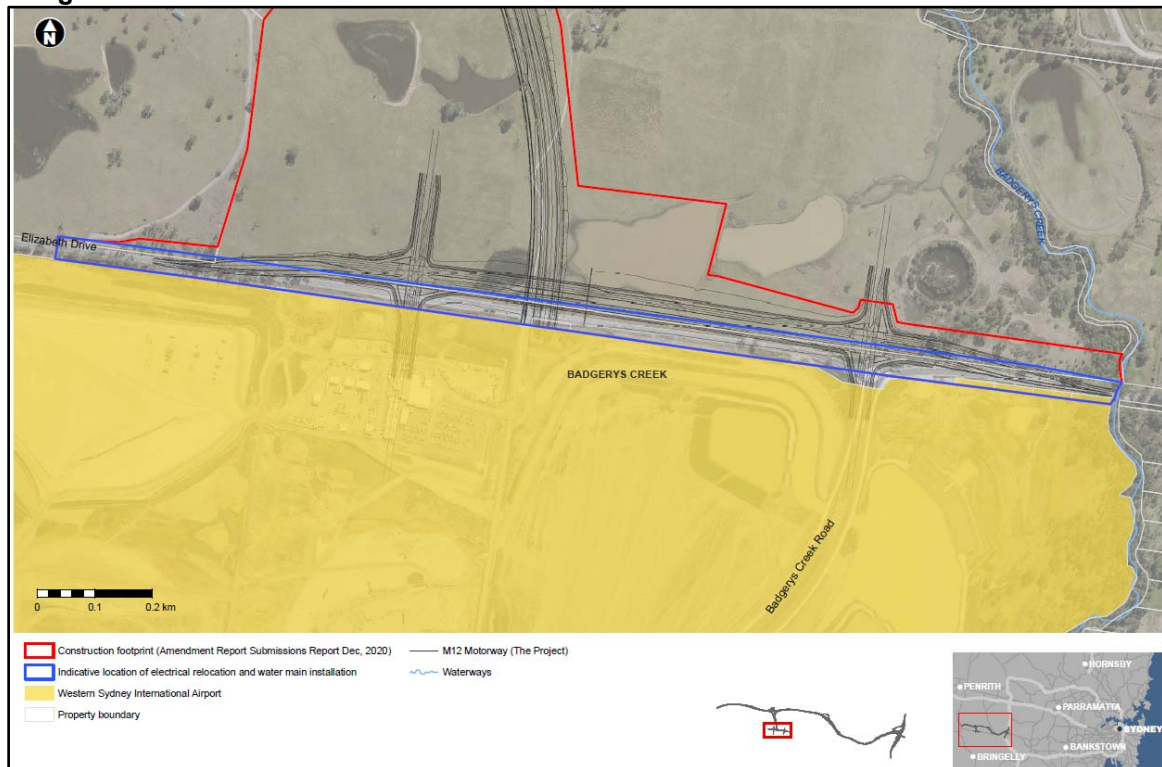 N
BADGERYS CREEK
Elizabeth Drive
BADGERYS CREEK
Badgerys Creek Road
0 0.1 0.2 km
Construction footprint (Amendment Report Submissions Report Dec, 2020)
Indicative location of electrical relocation and water main installation
Western Sydney International Airport
Property boundary
M12 Motorway (The Project)
Waterways
HORNSBY
PENRITH
PARRAMATTA
SYDNEY
BANKSTOWN
BRINGELLY